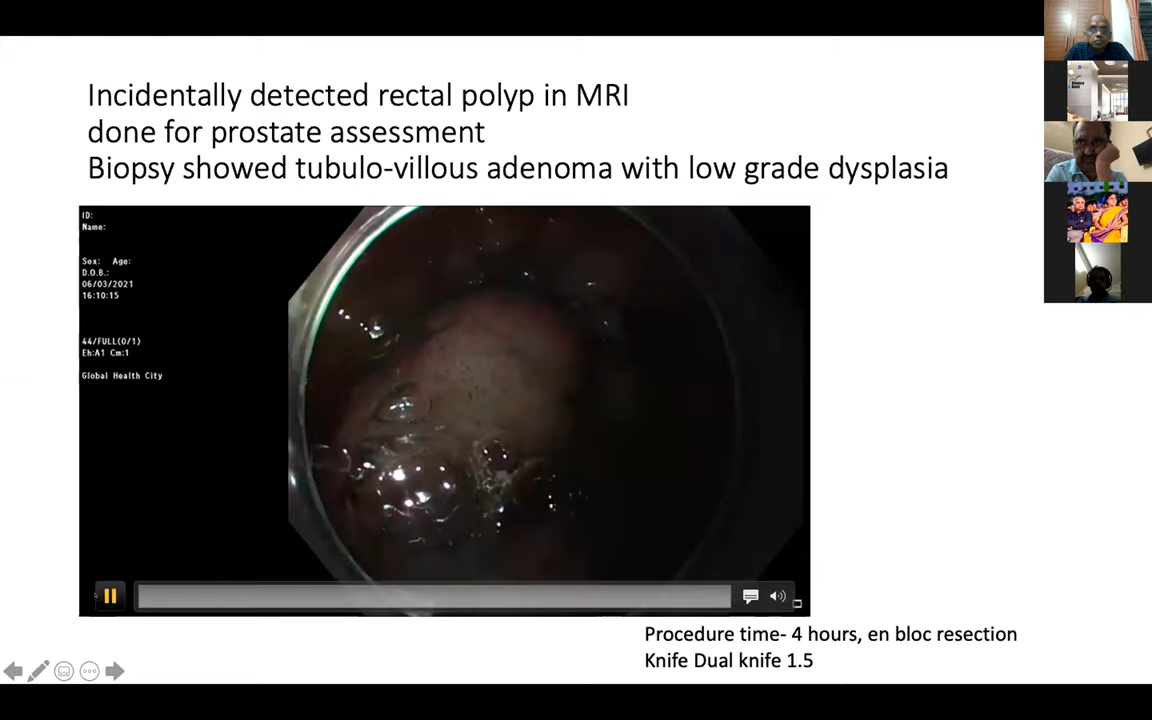 Incidentally detected rectal polyp in MRI
done for prostate assessment
Biopsy showed tubulo-villous adenoma with low grade dysplasia
ID:
Name:
Sex: Age:
D.O.B.:
06/03/2021
16:10:15
44/FULL(0/1)
Eh:A1 Cm:1
Global Health City
Procedure time- 4 hours, en bloc resection
Knife Dual knife 1.5